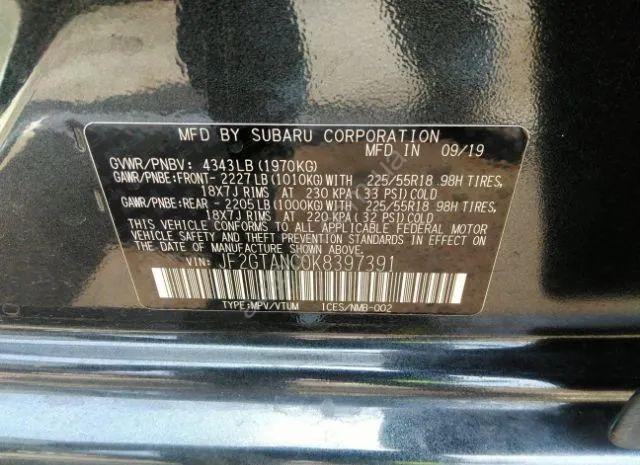 MFD BY SUBARU CORPORATION
GVWR/PNBV: 4343LB(1970KG) MFD IN 09/19
GAWR/PNBE:FRONT- 2227LB(1010KG)WITH 225/55R18 98H TIRES,
18X7J RIMS AT 230 KPA(33 PSI)COLD
GAWR/PNBE:REAR - 2205LB(1000KG)WITH 225/55R18 98H TIRES,
18X7J RIMS AT 220 KPA(32 PSI)COLD
THIS VEHICLE CONFORMS TO ALL APPLICABLE FEDERAL MOTOR
VEHICLE SAFETY AND THEFT PREVENTION STANDARDS IN EFFECT
ON THE DATE OF MANUFACTURE SHOWN ABOVE.
VIN: JF2GTANC0K8397391
TYPE:MPV/VTUM ICES/NMB-002